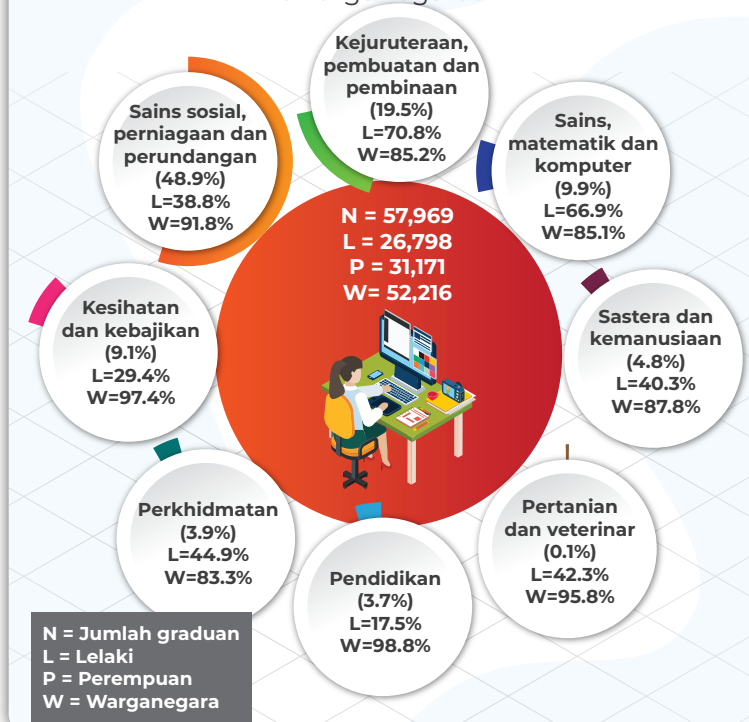 Kejuruteraan,
pembuatan dan
pembinaan
(19.5%)
L=70.8%
W=85.2%
Sains sosial,
perniagaan dan
perundangan
(48.9%)
L=38.8%
W=91.8%
Sains,
matematik dan
komputer
(9.9%)
L=66.9%
W=85.1%
N = 57,969
L = 26,798
P = 31,171
W= 52,216
Kesihatan
dan kebajikan
(9.1%)
L=29.4%
W=97.4%
Sastera dan
kemanusiaan
(4.8%)
L=40.3%
W=87.8%
Perkhidmatan
(3.9%)
L=44.9%
W=83.3%
Pertanian
dan veterinar
(0.1%)
L=42.3%
W=95.8%
Pendidikan
(3.7%)
L=17.5%
W=98.8%
N = Jumlah graduan
L = Lelaki
P = Perempuan
W = Warganegara